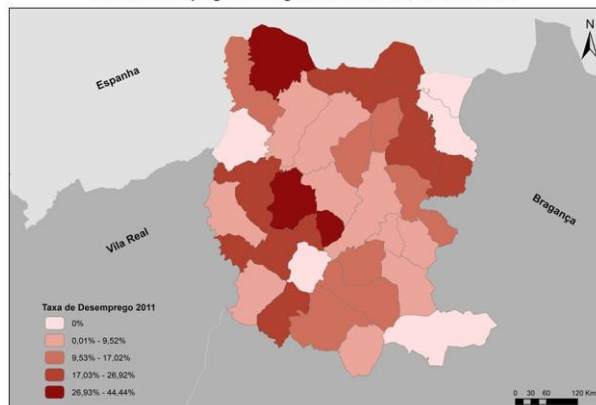 N
Espanha
Bragança
Vila Real
Taxa de Desemprego 2011
0%
0,01% - 9,52%
9,53% - 17,02%
17,03% - 26,92%
26,93% - 44,44%
0 30 60 120 Km